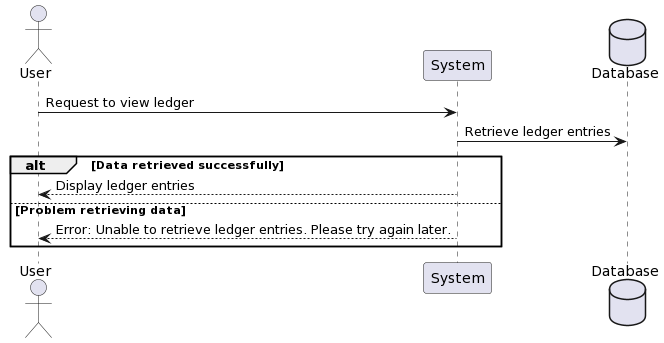 User
System
Database
Request to view ledger
Retrieve ledger entries
alt
[Data retrieved successfully]
Display ledger entries
[Problem retrieving data]
Error: Unable to retrieve ledger entries. Please try again later.
User
System
Database